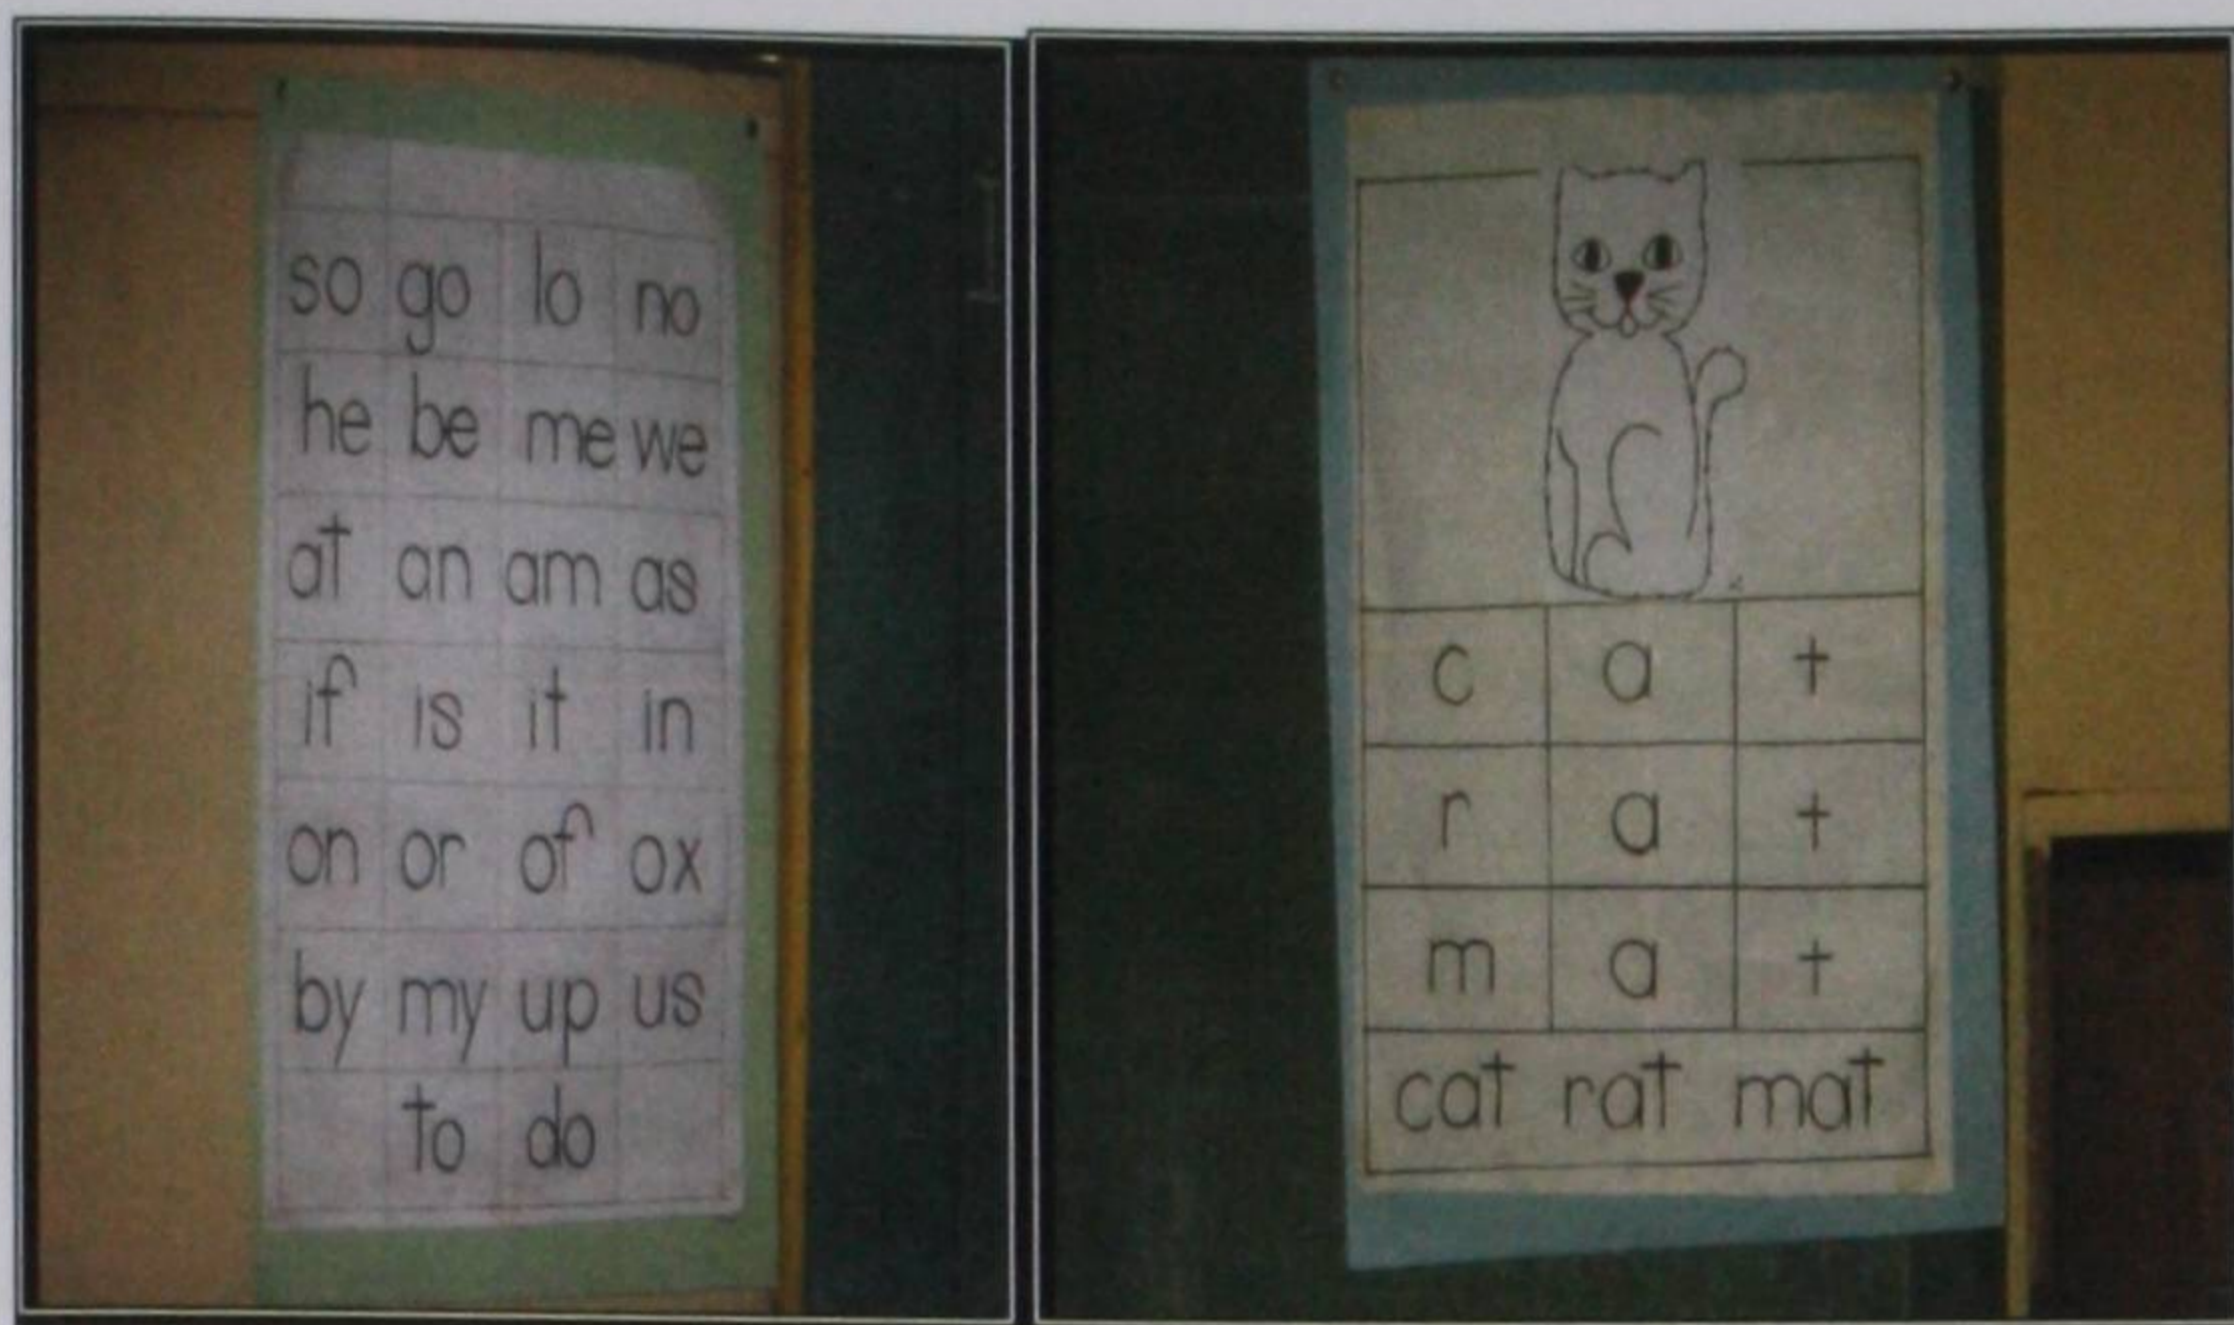 so go lo no
he be me we
at an am as
if is it in
on or of ox
by my up us
to do
c a t
r a t
m a t
cat rat mat